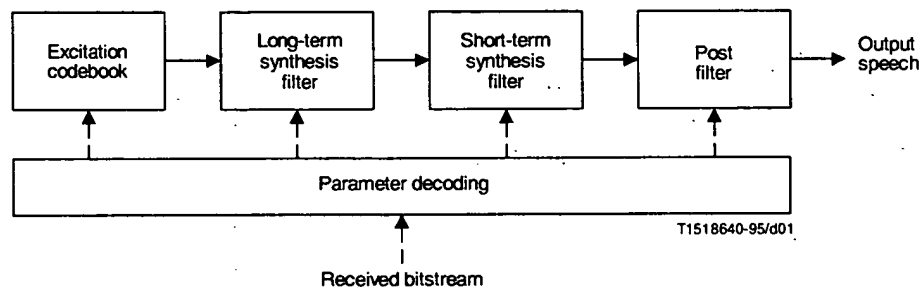 Excitation
codebook
Long-term
synthesis
filter
Short-term
synthesis
filter
Post
filter
Output
speech
Parameter decoding
T1518640-95/d01
Received bitstream